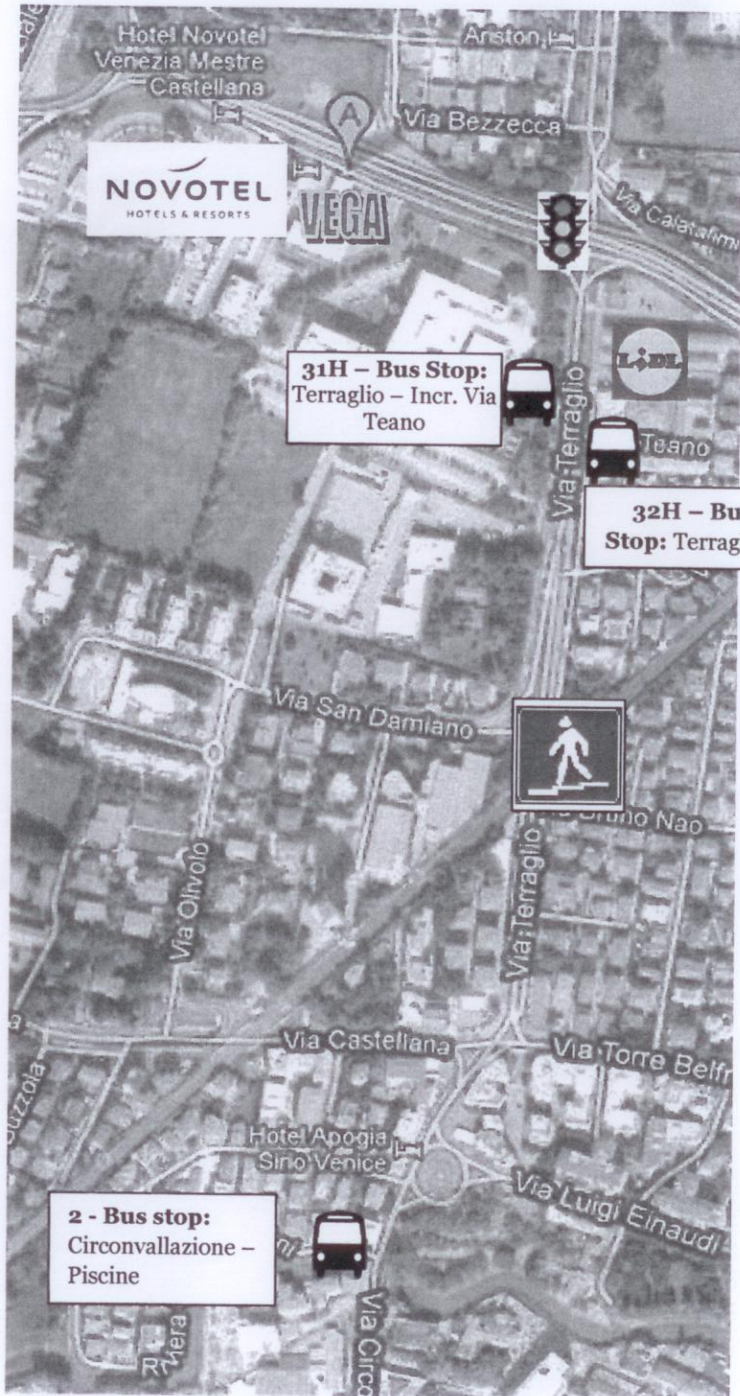 Hotel Novotel
Venezia Mestre
Castellana
Ariston
A
Via Bezzecca
NOVOTEL
HOTELS & RESORTS
VEGA
Via Calatafimi
LIDL
31H – Bus Stop:
Terraglio – Incr. Via
Teano
Via Terraglio
Teano
32H – Bu
Stop: Terrag
Via San Damiano
Bruno Nao
Via Olivolo
Via Terraglio
Via Castellana
Via Torre Belfr
Hotel Apogia
Sirio Venice
Via Luigi Einaudi
2 - Bus stop:
Circonvallazione –
Piscine
Via Circo